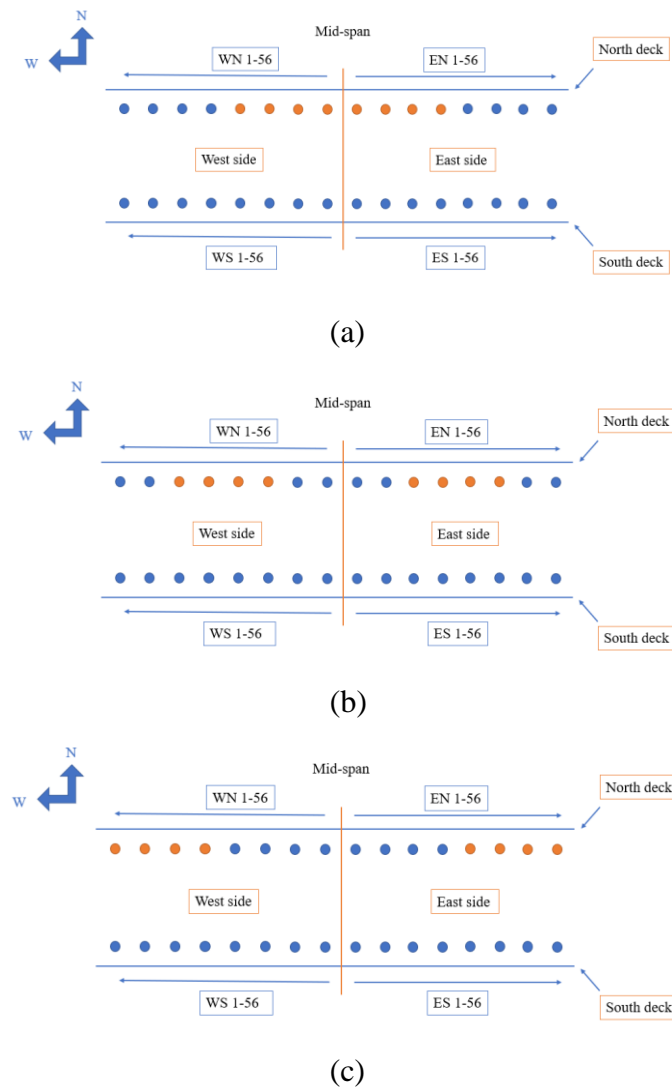 Mid-span
N
W
WN 1-56
EN 1-56
North deck
West side
East side
WS 1-56
ES 1-56
South deck
(a)
Mid-span
N
W
WN 1-56
EN 1-56
North deck
West side
East side
WS 1-56
ES 1-56
South deck
(b)
Mid-span
N
W
WN 1-56
EN 1-56
North deck
West side
East side
WS 1-56
ES 1-56
South deck
(c)